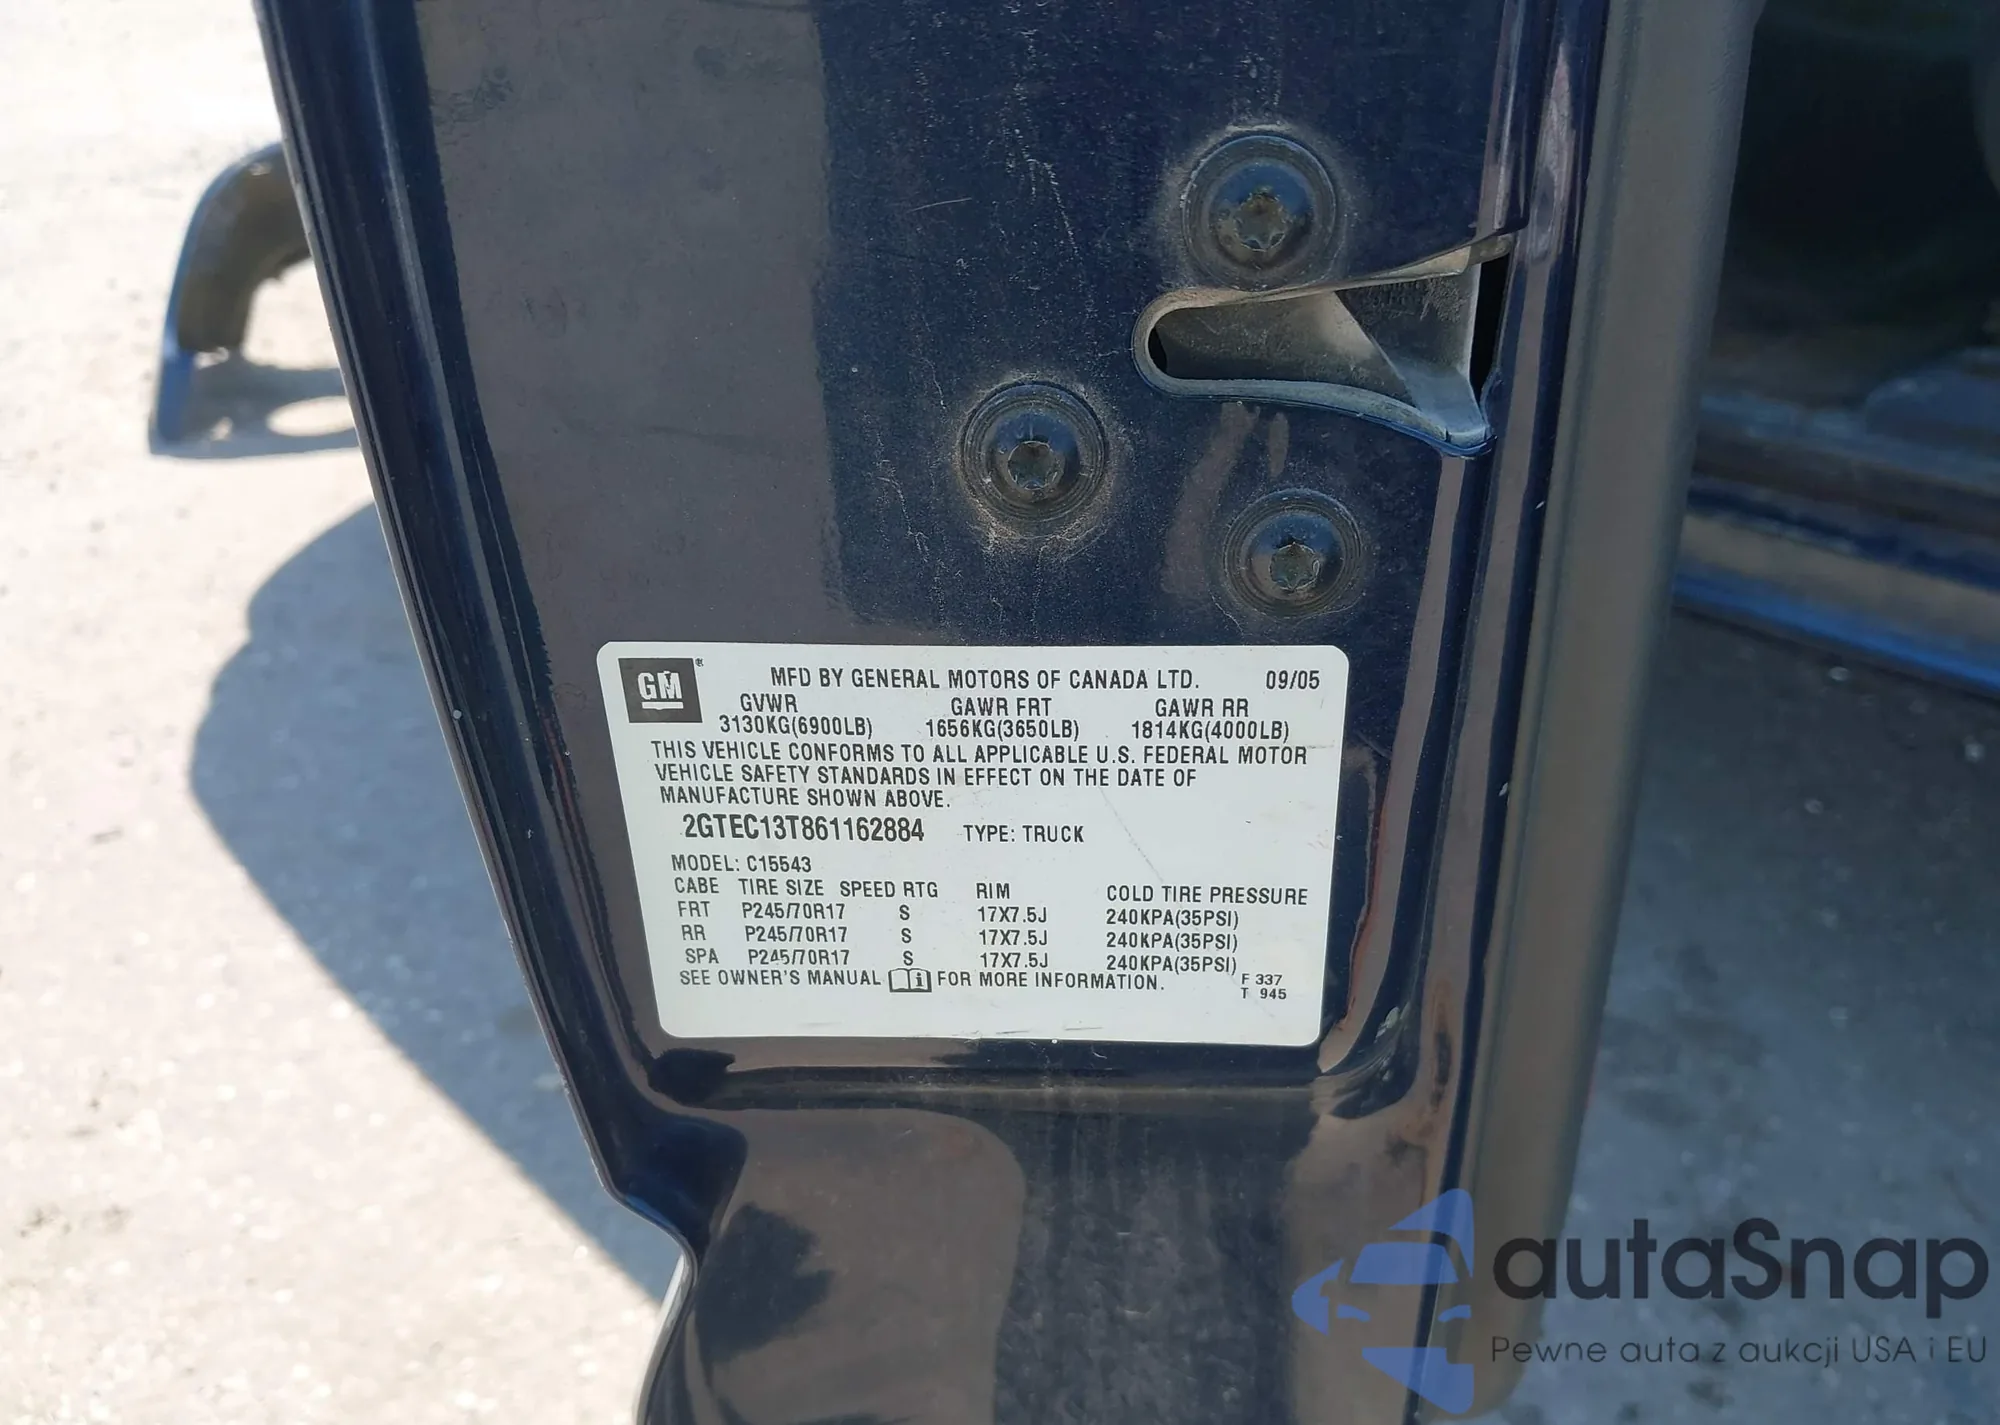 GM®
MFD BY GENERAL MOTORS OF CANADA LTD. 09/05
GVWR GAWR FRT GAWR RR
3130KG(6900LB) 1656KG(3650LB) 1814KG(4000LB)
THIS VEHICLE CONFORMS TO ALL APPLICABLE U.S. FEDERAL MOTOR
VEHICLE SAFETY STANDARDS IN EFFECT ON THE DATE OF
MANUFACTURE SHOWN ABOVE.
2GTEC13T861162884 TYPE: TRUCK
MODEL: C15543
CABE TIRE SIZE SPEED RTG RIM COLD TIRE PRESSURE
FRT P245/70R17 S 17X7.5J 240KPA(35PSI)
RR P245/70R17 S 17X7.5J 240KPA(35PSI)
SPA P245/70R17 S 17X7.5J 240KPA(35PSI)
SEE OWNER'S MANUAL i FOR MORE INFORMATION. F 337
T 945
autaSnap
Pewne auta z aukcji USA i EU